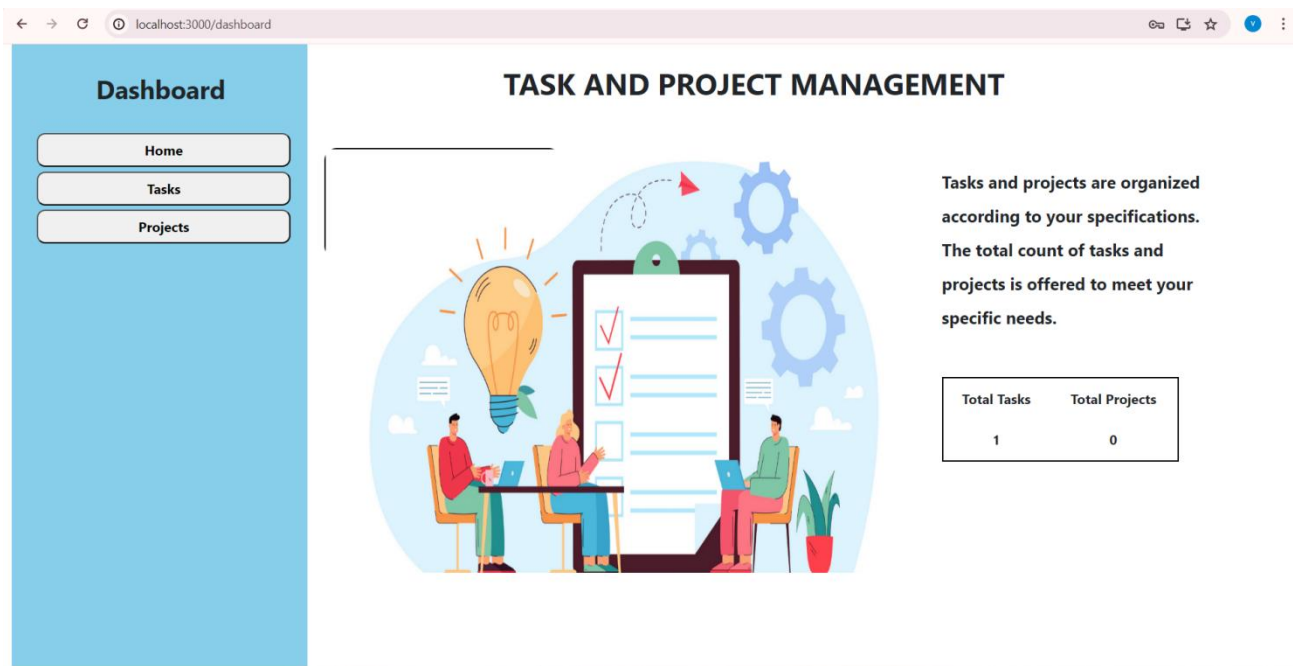 localhost:3000/dashboard
V
Dashboard
Home
Tasks
Projects
TASK AND PROJECT MANAGEMENT
Tasks and projects are organized
according to your specifications.
The total count of tasks and
projects is offered to meet your
specific needs.
Total Tasks Total Projects
1 0